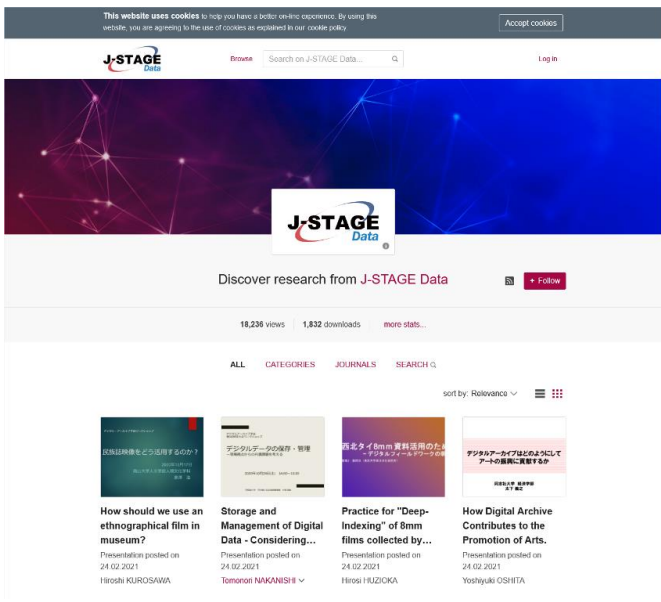 This website uses cookies to help you have a better on-line experience. By using this
website, you are agreeing to the use of cookies as explained in our cookie policy
Accept cookies
J-STAGE
Data
Browse
Search on J-STAGE Data...
Log in
J-STAGE
Data
Discover research from J-STAGE Data
+ Follow
18,236 views
1,832 downloads
more stats...
ALL
CATEGORIES
JOURNALS
SEARCH
sort by: Relevance
民族誌映像をどう活用するのか？
デジタルデータの保存・管理
西北タイ8mm資料活用のため
－デジタルフィールドワークの
デジタルアーカイブはどのようにして
アートの振興に貢献するか
同志社大学 経済学部
How should we use an
ethnographical film in
museum?
Presentation posted on
24.02.2021
Hiroshi KUROSAWA
Storage and
Management of Digital
Data - Considering...
Presentation posted on
24.02.2021
Tomonori NAKANISHI
Practice for "Deep-
Indexing" of 8mm
films collected by...
Presentation posted on
24.02.2021
Hirosi HUZIOKA
How Digital Archive
Contributes to the
Promotion of Arts.
Presentation posted on
24.02.2021
Yoshiyuki OSHITA